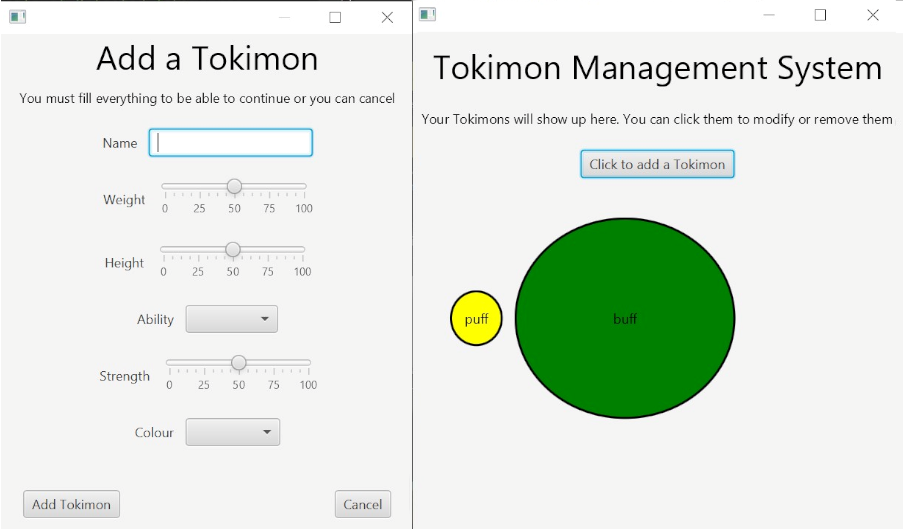 Add a Tokimon
You must fill everything to be able to continue or you can cancel
Name
Weight
0 25 50 75 100
Height
0 25 50 75 100
Ability
Strength
0 25 50 75 100
Colour
Add Tokimon
Cancel
Tokimon Management System
Your Tokimons will show up here. You can click them to modify or remove them
Click to add a Tokimon
puff
buff